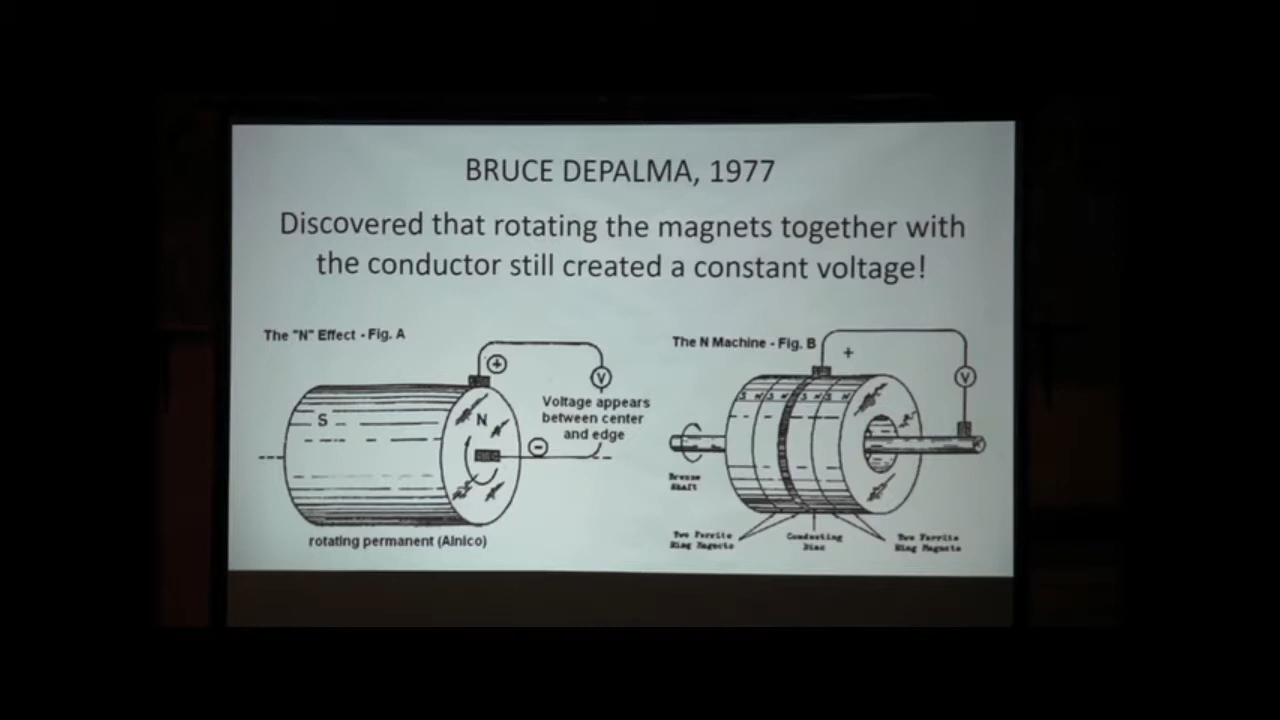 BRUCE DEPALMA, 1977
Discovered that rotating the magnets together with
the conductor still created a constant voltage!
The "N" Effect - Fig. A
+
V
Voltage appears
between center
and edge
S
N
−
rotating permanent (Alnico)
The N Machine - Fig. B
+
V
S N S N S N S N
Bronze
Shaft
Two Ferrite
Ring Magnets
Conducting
Disc
Two Ferrite
Ring Magnets